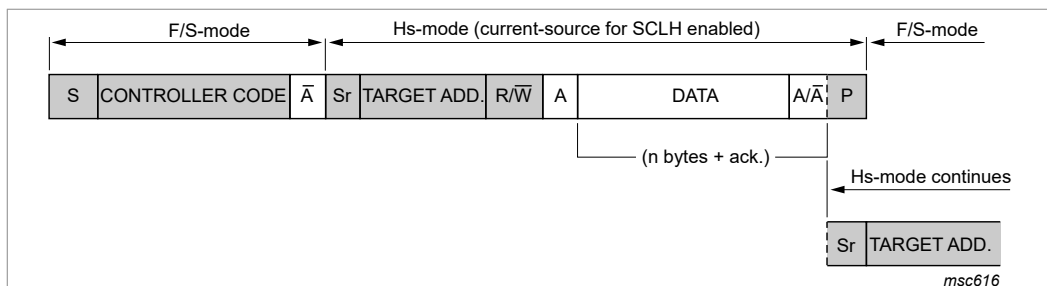 F/S-mode Hs-mode (current-source for SCLH enabled) F/S-mode
S CONTROLLER CODE A̅ Sr TARGET ADD. R/W̅ A DATA A/A̅ P
(n bytes + ack.)
Hs-mode continues
Sr TARGET ADD.
msc616